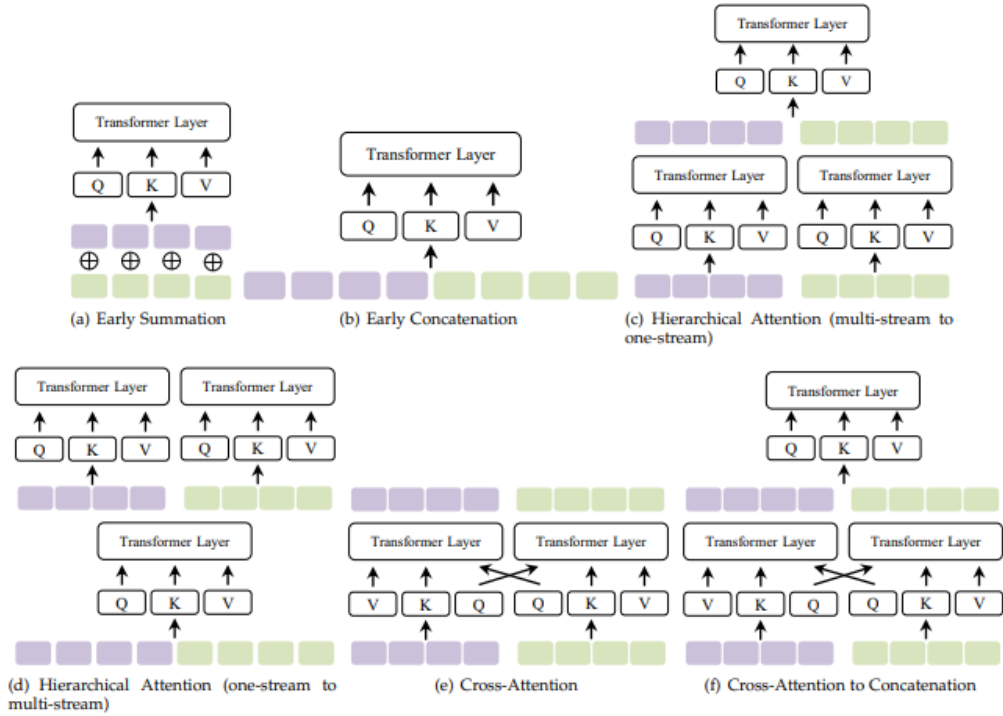 Transformer Layer
Q K V
(a) Early Summation
Transformer Layer
Q K V
(b) Early Concatenation
Transformer Layer
Q K V
Transformer Layer Transformer Layer
Q K V Q K V
(c) Hierarchical Attention (multi-stream to
one-stream)
Transformer Layer Transformer Layer
Q K V Q K V
Transformer Layer
Q K V
(d) Hierarchical Attention (one-stream to
multi-stream)
Transformer Layer Transformer Layer
V K Q Q K V
(e) Cross-Attention
Transformer Layer
Q K V
Transformer Layer Transformer Layer
V K Q Q K V
(f) Cross-Attention to Concatenation